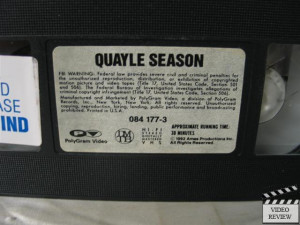 QUAYLE SEASON
FBI WARNING: Federal law provides severe civil and criminal penalties for
the unauthorized reproduction, distribution, or exhibition of copyrighted
motion picture and video tapes (Title 17, United States Code, Section 501
and 506). The Federal Bureau of Investigation investigates allegations of
criminal copyright infringement (Title 17, United States Code, Section 506).
Manufactured and Marketed by PolyGram Video, a division of PolyGram
Records, Inc., New York, New York. Unauthorized
copying, reproduction, hiring, lending, public performance and broadcasting
prohibited. Printed in U.S.A.
084 177-3
PolyGram Video
HI-FI
STEREO
VHS
APPROXIMATE RUNNING TIME:
30 MINUTES
1992 Amen Productions Inc.
All Rights Reserved
D
ASE
IND
VIDEO
REVIEW